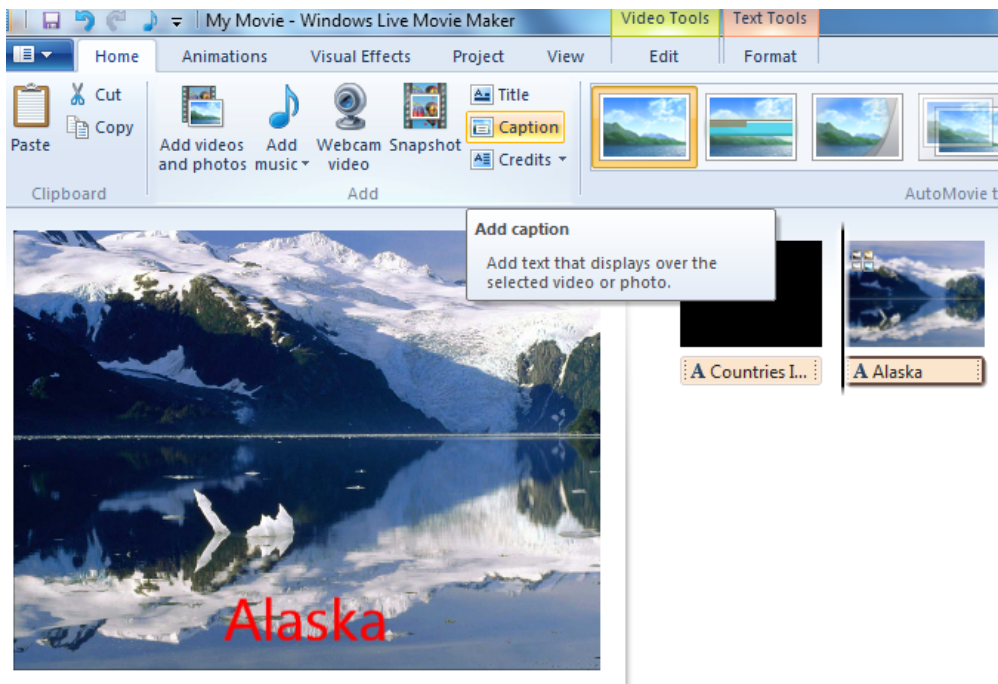 My Movie - Windows Live Movie Maker
Video Tools
Text Tools
Home
Animations
Visual Effects
Project
View
Edit
Format
Paste
Cut
Copy
Clipboard
Add videos
and photos
Add
music
Webcam
video
Snapshot
Title
Caption
Credits
Add
AutoMovie t
Add caption
Add text that displays over the
selected video or photo.
A Countries I...
A Alaska
Alaska